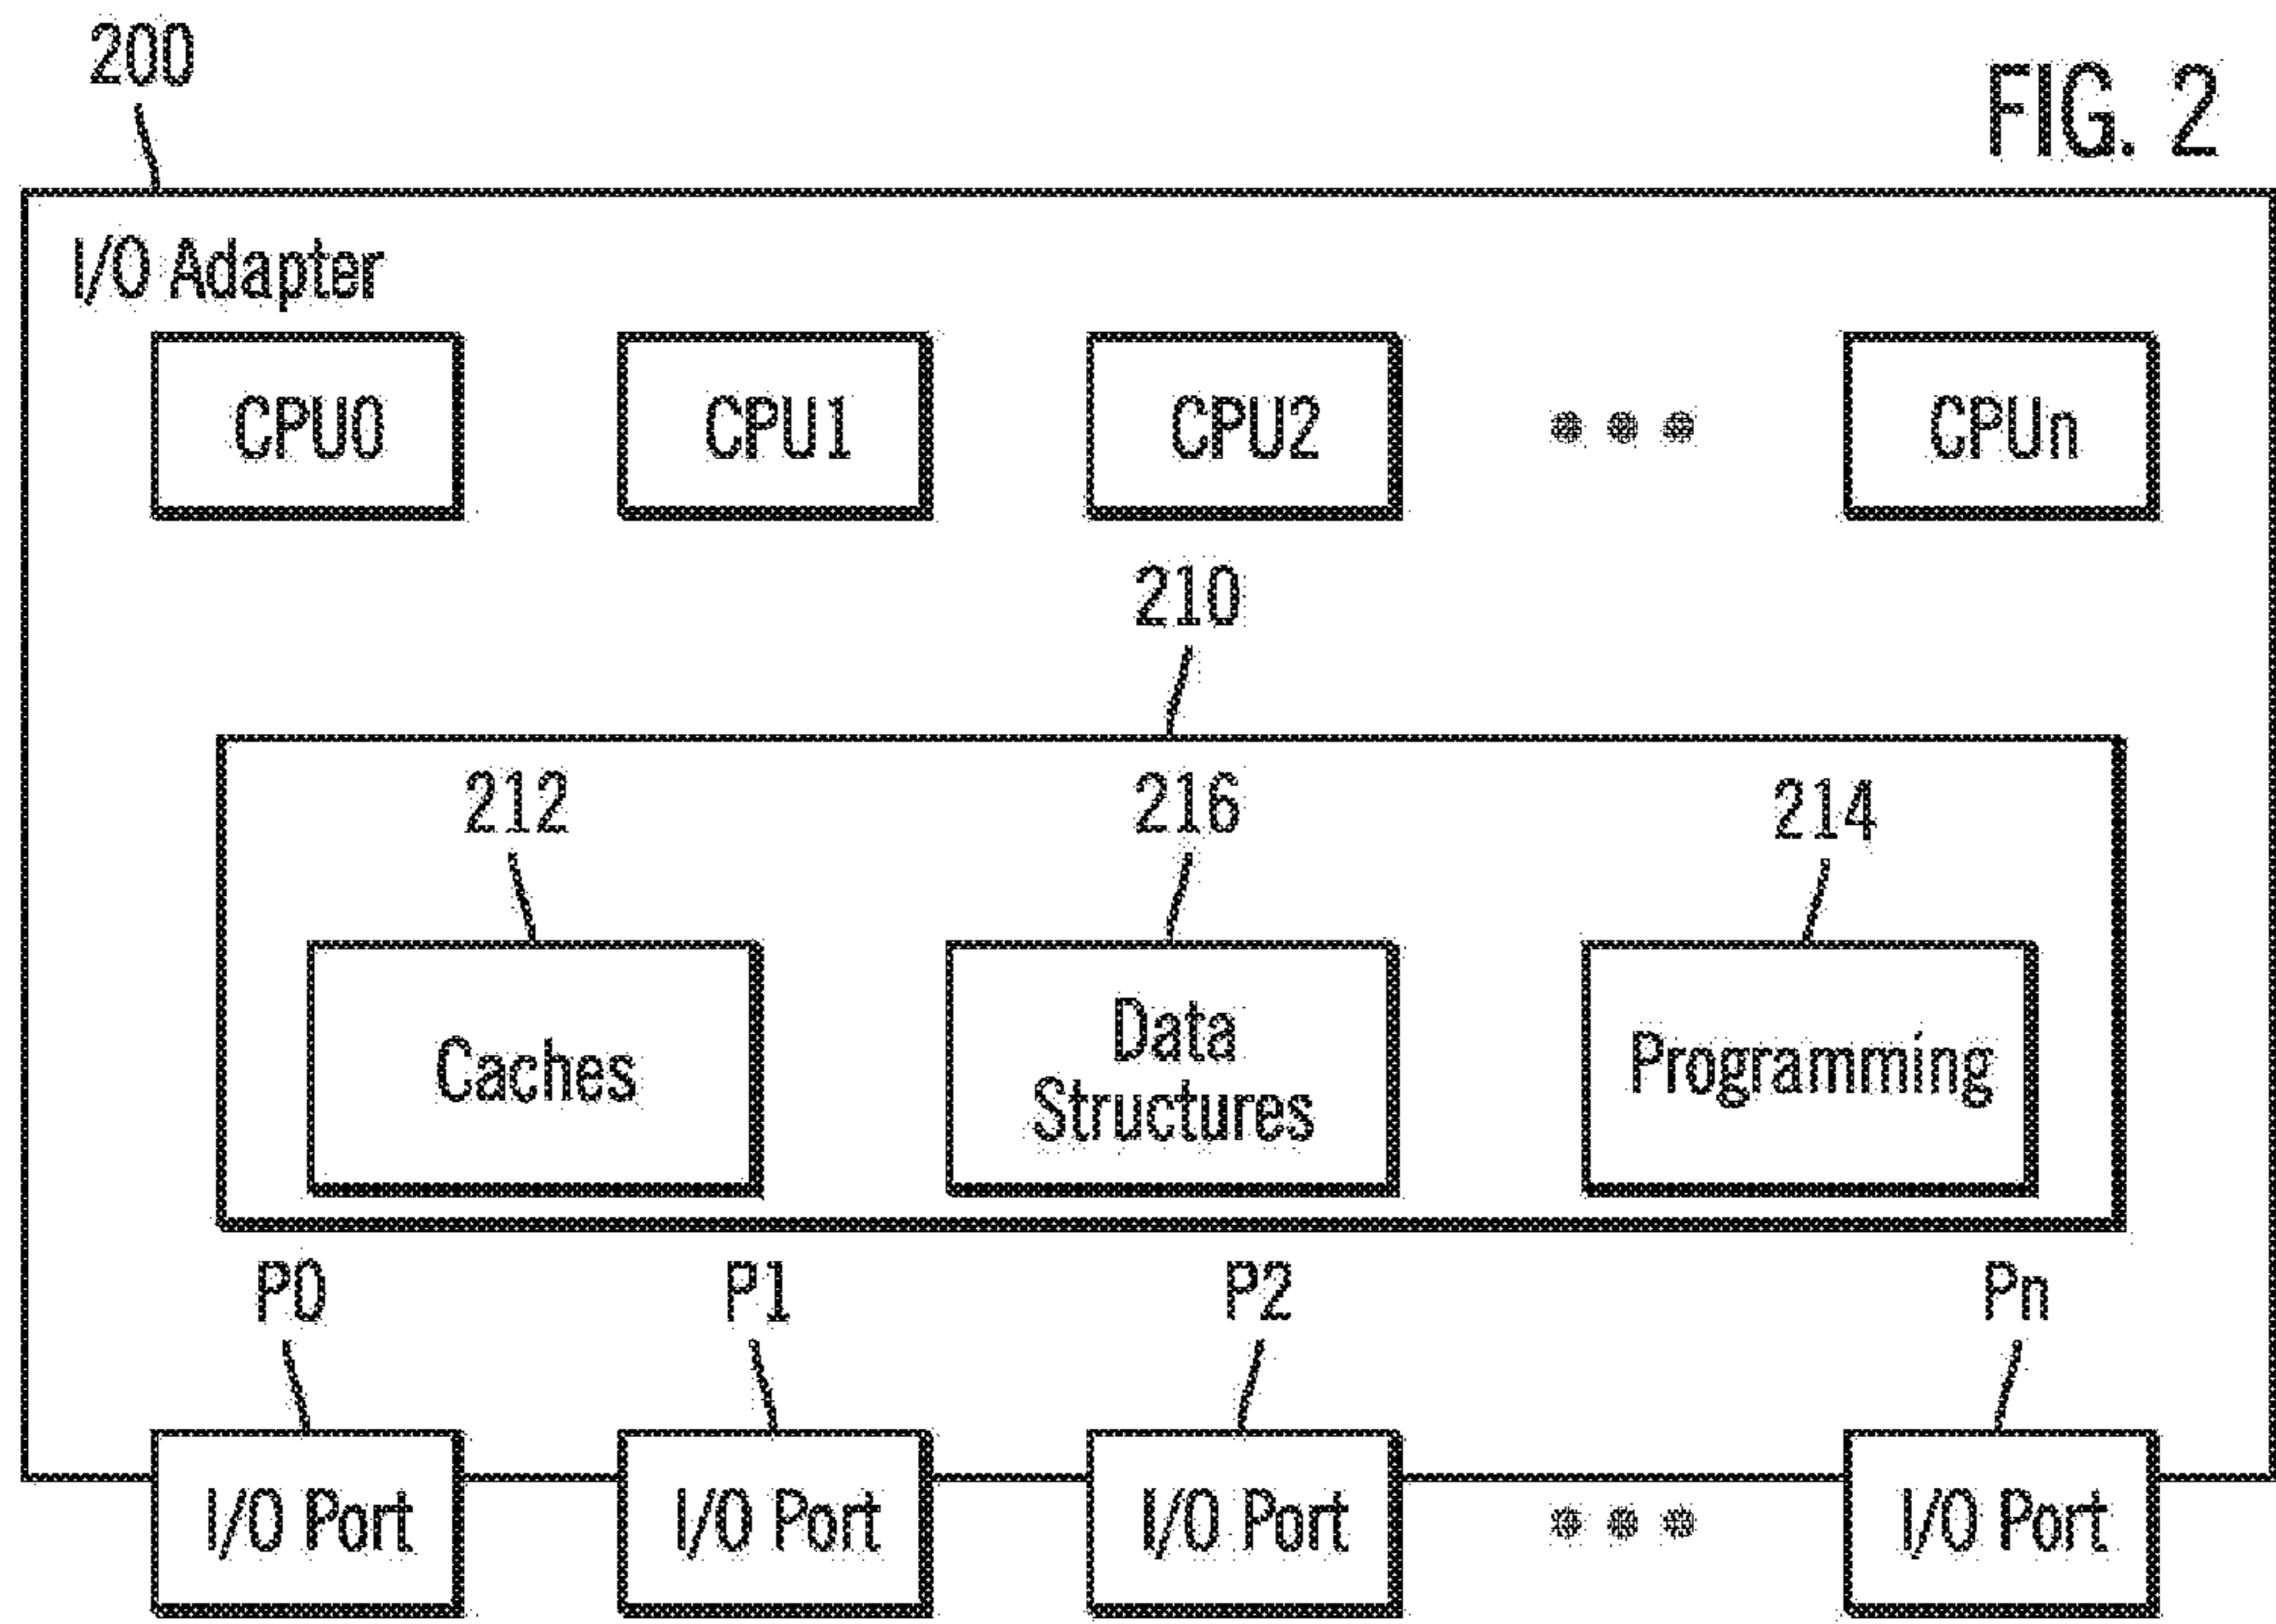 200
FIG. 2
I/O Adapter
CPU0 CPU1 CPU2 CPUn
210
212 216 214
Caches
Data
Structures
Programming
P0 P1 P2 Pn
I/O Port I/O Port I/O Port I/O Port